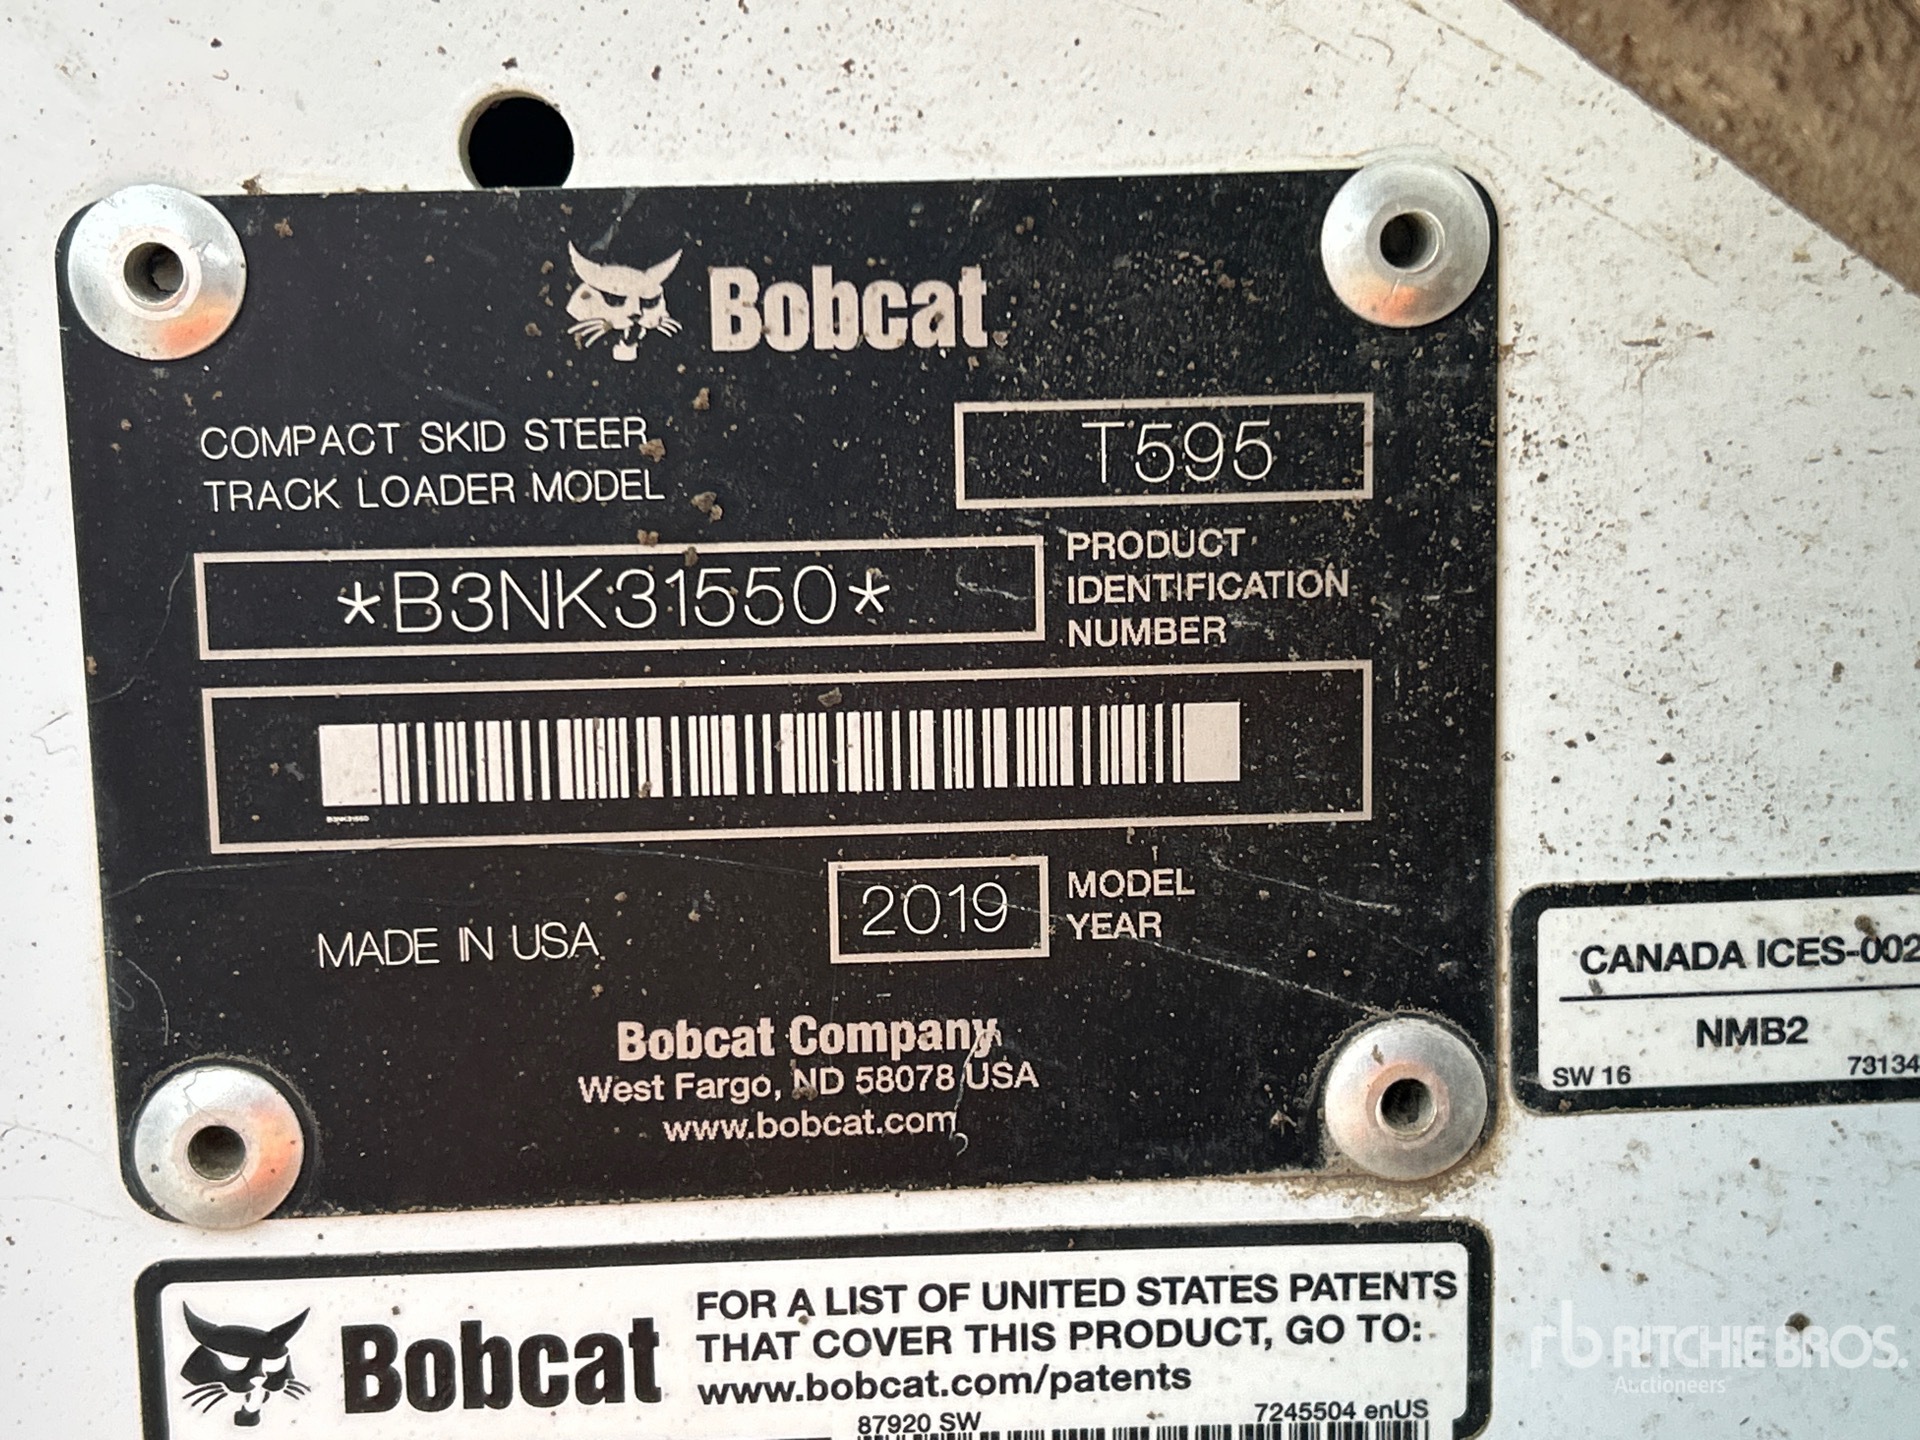 Bobcat
COMPACT SKID STEER
TRACK LOADER MODEL
T595
*B3NK31550*
PRODUCT
IDENTIFICATION
NUMBER
B3NK31550
MADE IN USA
2019
MODEL
YEAR
Bobcat Company
West Fargo, ND 58078 USA
www.bobcat.com
CANADA ICES-002
NMB2
SW 16
73134
Bobcat
FOR A LIST OF UNITED STATES PATENTS
THAT COVER THIS PRODUCT, GO TO:
www.bobcat.com/patents
87920 SW
7245504 enUS
rb RITCHIE BROS.
Auctioneers